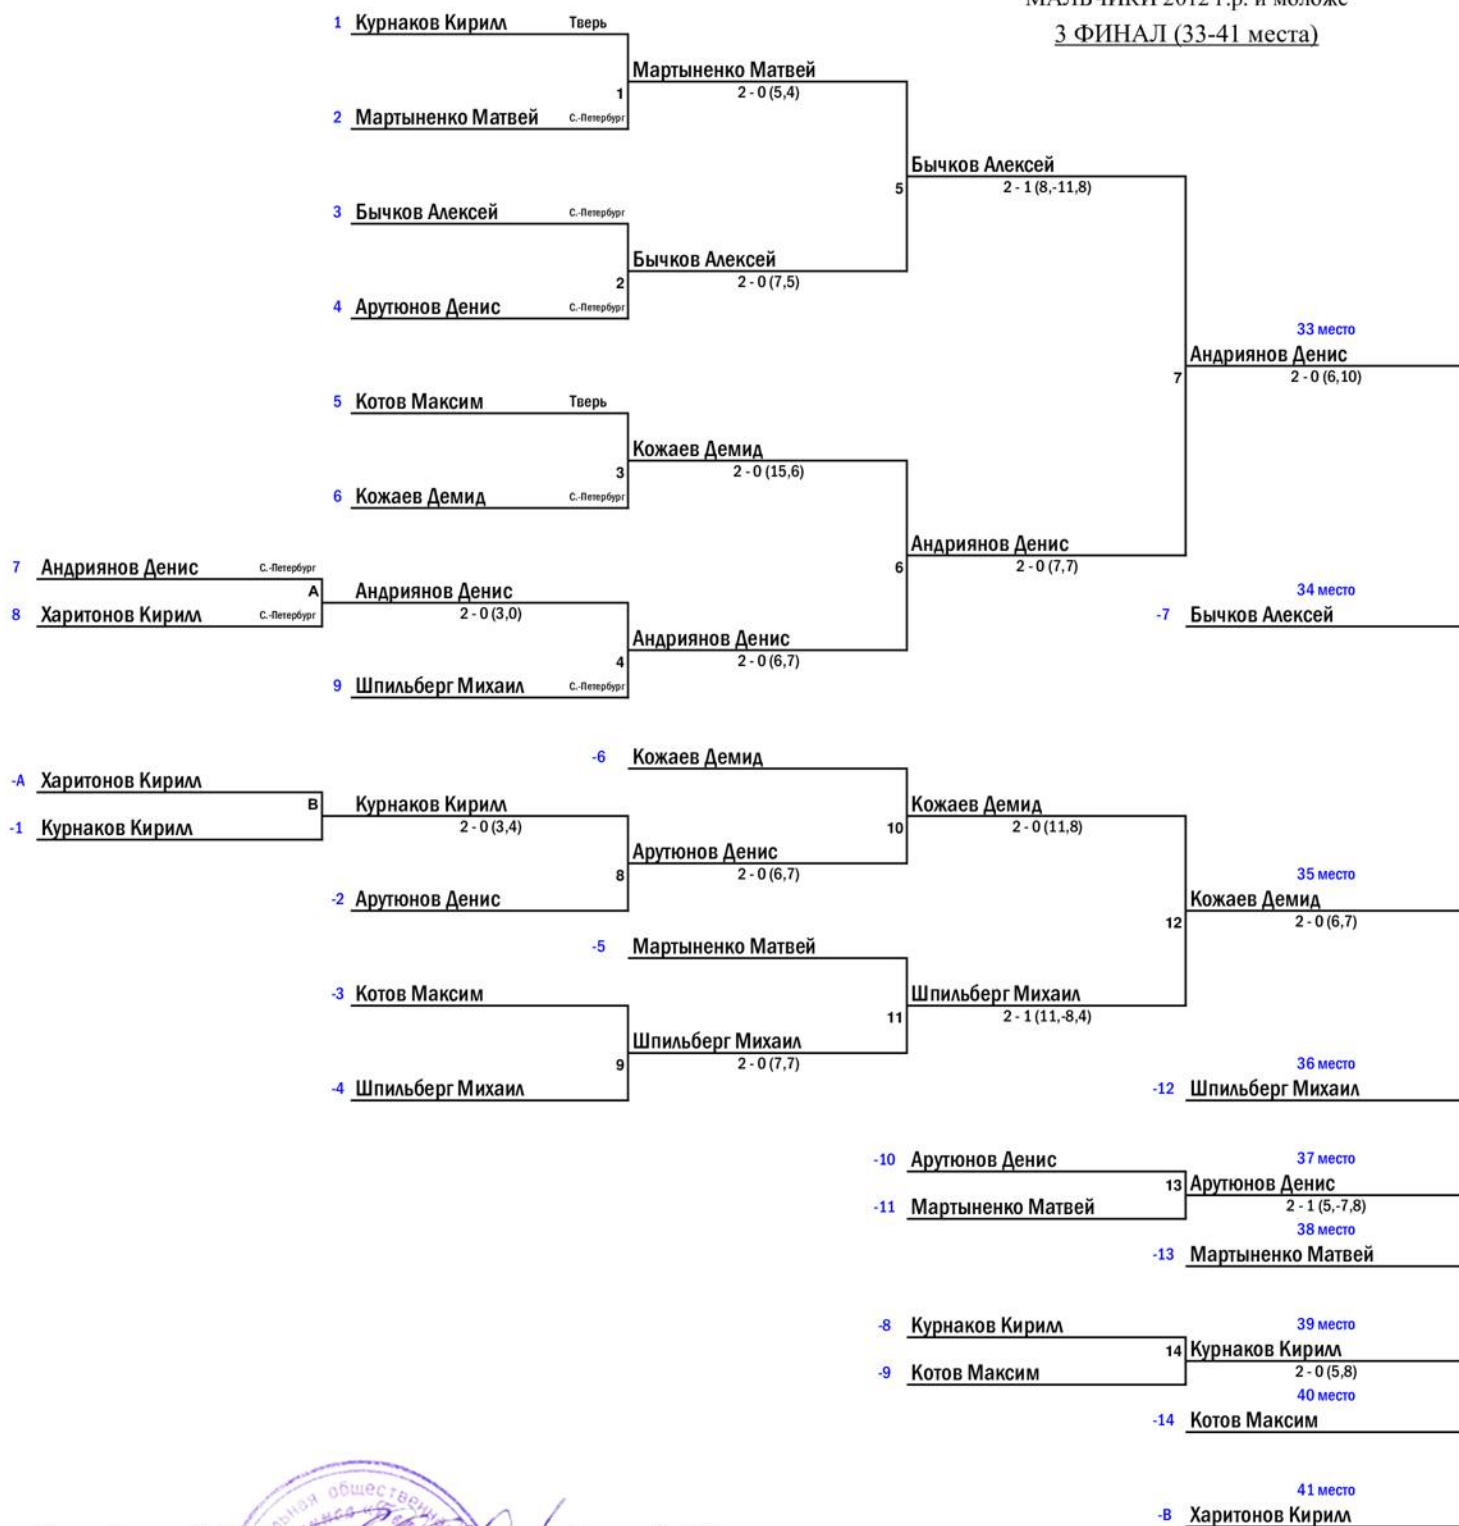 МАЛЬЧИКИ 2012 г.р. и моложе
3 ФИНАЛ (33-41 места)
1 Курнаков Кирилл Тверь
Мартыненко Матвей
1 2 - 0 (5,4)
2 Мартыненко Матвей С.-Петербург
Бычков Алексей
5 2 - 1 (8,-11,8)
3 Бычков Алексей С.-Петербург
Бычков Алексей
2 2 - 0 (7,5)
4 Арутюнов Денис С.-Петербург
33 место
Андриянов Денис
7 2 - 0 (6,10)
5 Котов Максим Тверь
Кожаев Демид
3 2 - 0 (15,6)
6 Кожаев Демид С.-Петербург
Андриянов Денис
6 2 - 0 (7,7)
7 Андриянов Денис С.-Петербург
A Андриянов Денис
34 место
8 Харитонов Кирилл С.-Петербург 2 - 0 (3,0) -7 Бычков Алексей
Андриянов Денис
4 2 - 0 (6,7)
9 Шпильберг Михаил С.-Петербург
-6 Кожаев Демид
-A Харитонов Кирилл
B Курнаков Кирилл Кожаев Демид
-1 Курнаков Кирилл 2 - 0 (3,4) 10 2 - 0 (11,8)
Арутюнов Денис
8 2 - 0 (6,7) 35 место
-2 Арутюнов Денис Кожаев Демид
12 2 - 0 (6,7)
-5 Мартыненко Матвей
-3 Котов Максим Шпильберг Михаил
11 2 - 1 (11,-8,4)
Шпильберг Михаил
9 2 - 0 (7,7) 36 место
-4 Шпильберг Михаил -12 Шпильберг Михаил
-10 Арутюнов Денис 37 место
13 Арутюнов Денис
-11 Мартыненко Матвей 2 - 1 (5,-7,8)
38 место
-13 Мартыненко Матвей
-8 Курнаков Кирилл 39 место
14 Курнаков Кирилл
-9 Котов Максим 2 - 0 (5,8)
40 место
-14 Котов Максим
41 место
-B Харитонов Кирилл